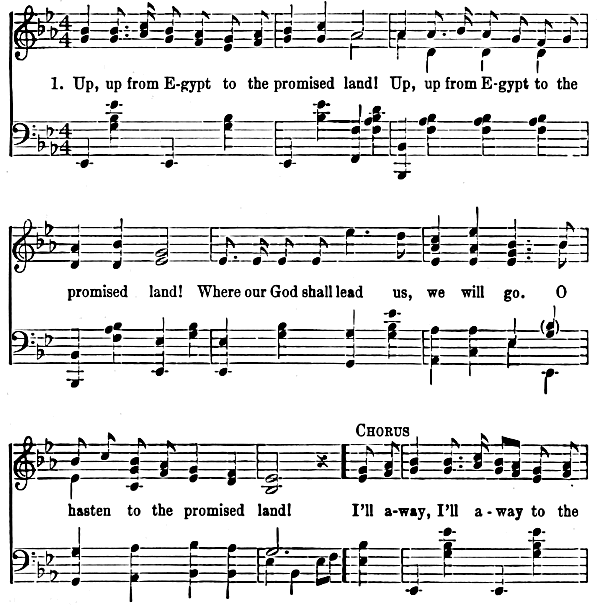 1. Up, up from E-gypt to the promised land! Up, up from E-gypt to the
promised land! Where our God shall lead us, we will go. O
CHORUS
hasten to the promised land! I'll a-way, I'll a-way to the